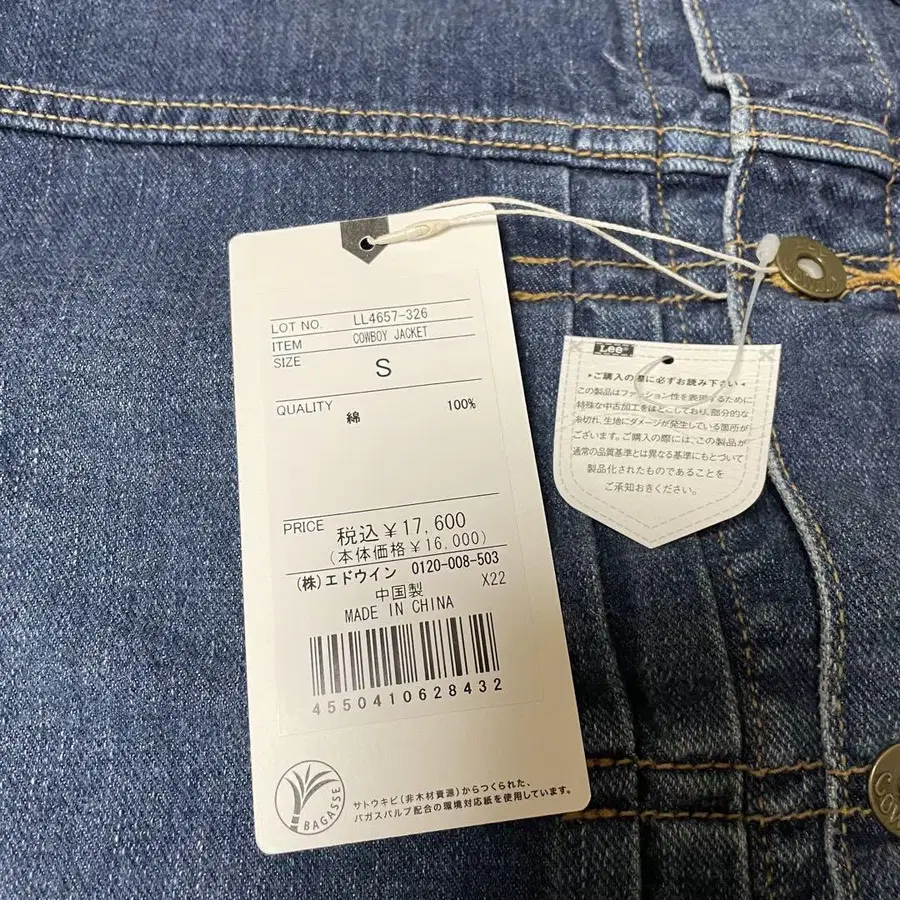 LOT NO. LL4657-326
ITEM COWBOY JACKET
SIZE S
QUALITY 綿 100%
PRICE 税込¥17,600
(本体価格¥16,000)
(株)エドウイン 0120-008-503
中国製 X22
MADE IN CHINA
4550410628432
BAGASSE
サトウキビ(非木材資源)からつくられた、
バガスパルプ配合の環境対応紙を使用しています。
Lee
▸ご購入の際に必ずお読み下さい◂
この製品はファッション性を表現するために
特殊な中古加工をほどこしており、部分的な
糸切れ、生地にダメージが発生している箇所が
ございます。ご購入の際には、この製品が
通常の品質基準とは異なる基準にもとづいて
製品化されたものであることを
ご承知おきください。